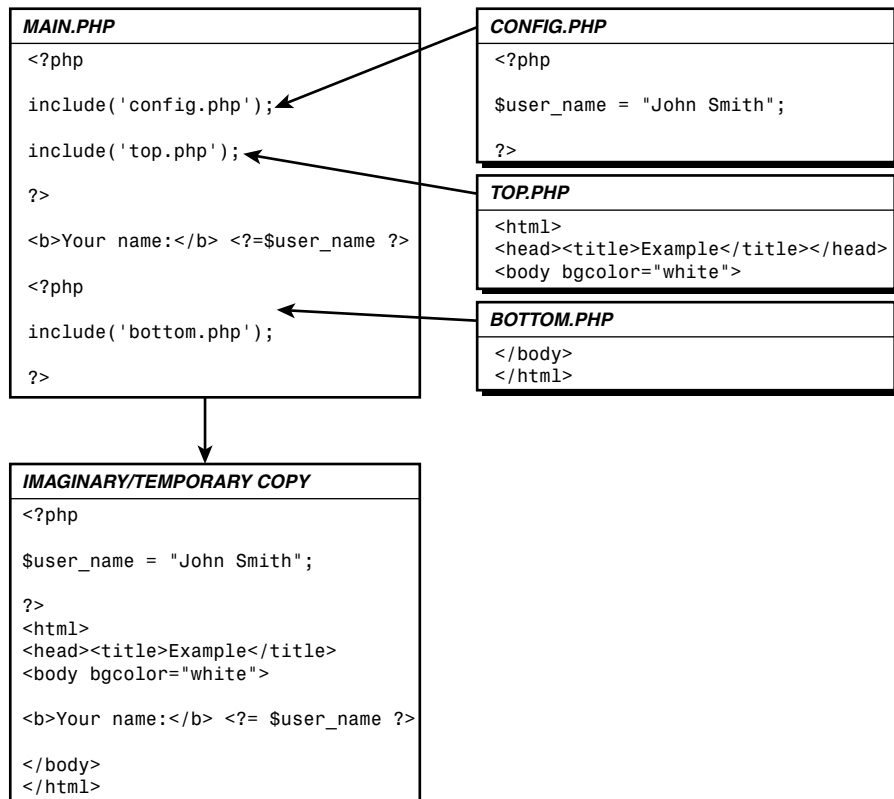 MAIN.PHP
<?php
include('config.php');
include('top.php');
?>
<b>Your name:</b> <?=$user_name ?>
<?php
include('bottom.php');
?>
CONFIG.PHP
<?php
$user_name = "John Smith";
?>
TOP.PHP
<html>
<head><title>Example</title></head>
<body bgcolor="white">
BOTTOM.PHP
</body>
</html>
IMAGINARY/TEMPORARY COPY
<?php
$user_name = "John Smith";
?>
<html>
<head><title>Example</title>
<body bgcolor="white">
<b>Your name:</b> <?= $user_name ?>
</body>
</html>